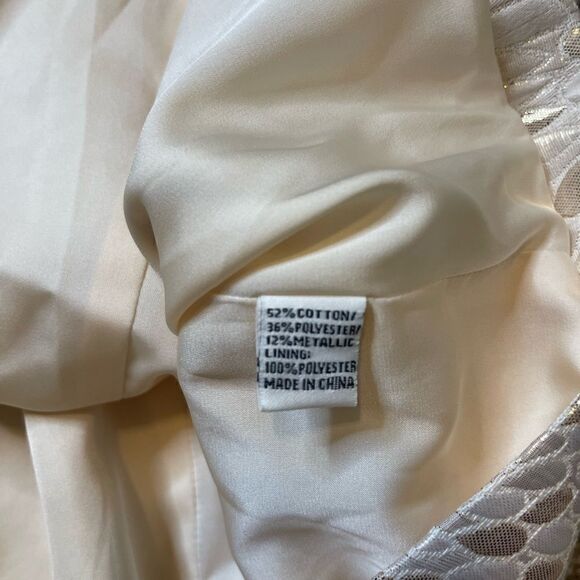 52%COTTON/
36%POLYESTER/
12%METALLIC
LINING:
100%POLYESTER
MADE IN CHINA